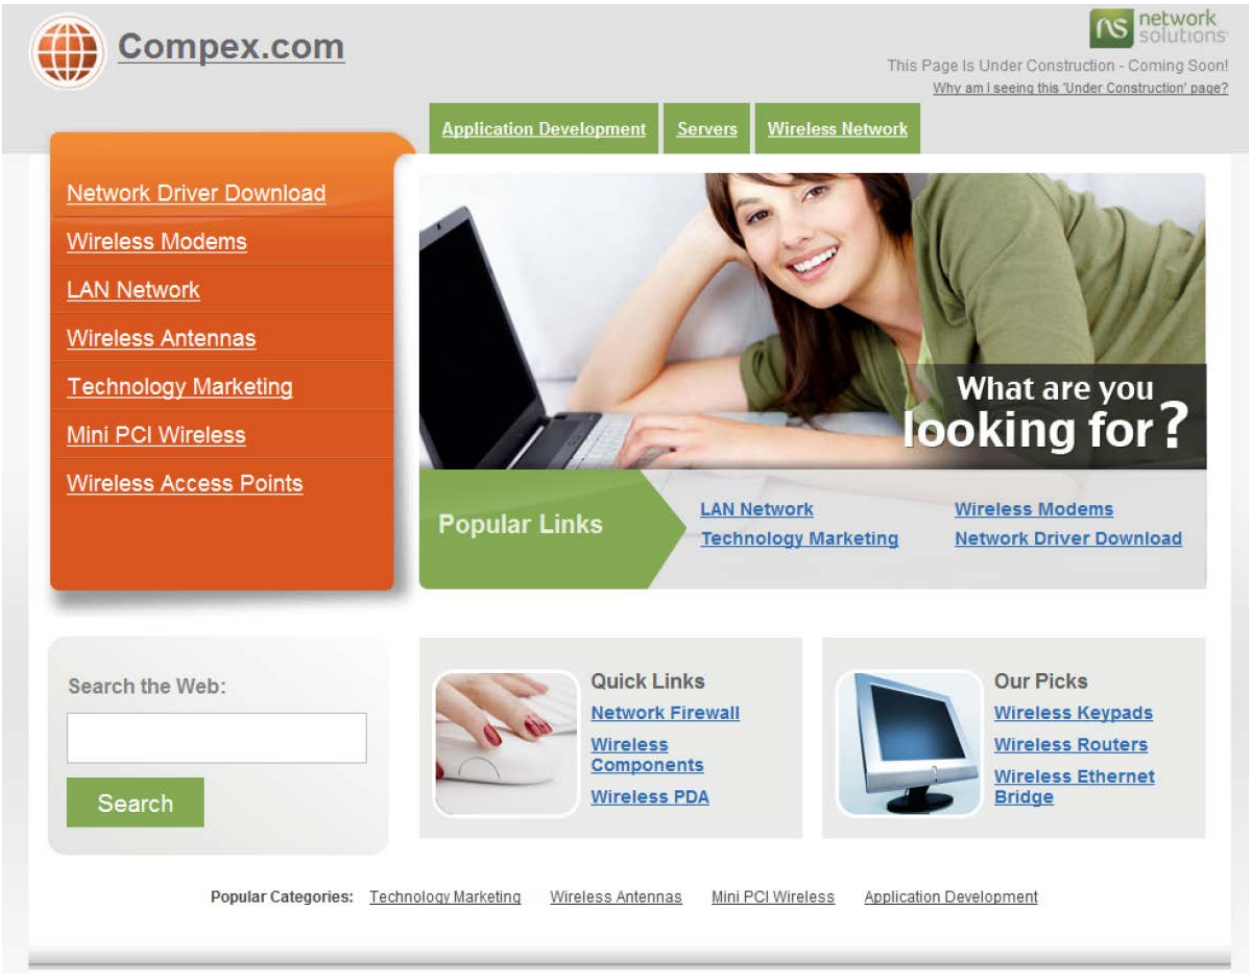 Compex.com
ns network
solutions
This Page Is Under Construction - Coming Soon!
Why am I seeing this 'Under Construction' page?
Application Development
Servers
Wireless Network
Network Driver Download
Wireless Modems
LAN Network
Wireless Antennas
Technology Marketing
Mini PCI Wireless
Wireless Access Points
What are you
looking for?
Popular Links
LAN Network
Wireless Modems
Technology Marketing
Network Driver Download
Search the Web:
Search
Quick Links
Network Firewall
Wireless
Components
Wireless PDA
Our Picks
Wireless Keypads
Wireless Routers
Wireless Ethernet
Bridge
Popular Categories: Technology Marketing Wireless Antennas Mini PCI Wireless Application Development